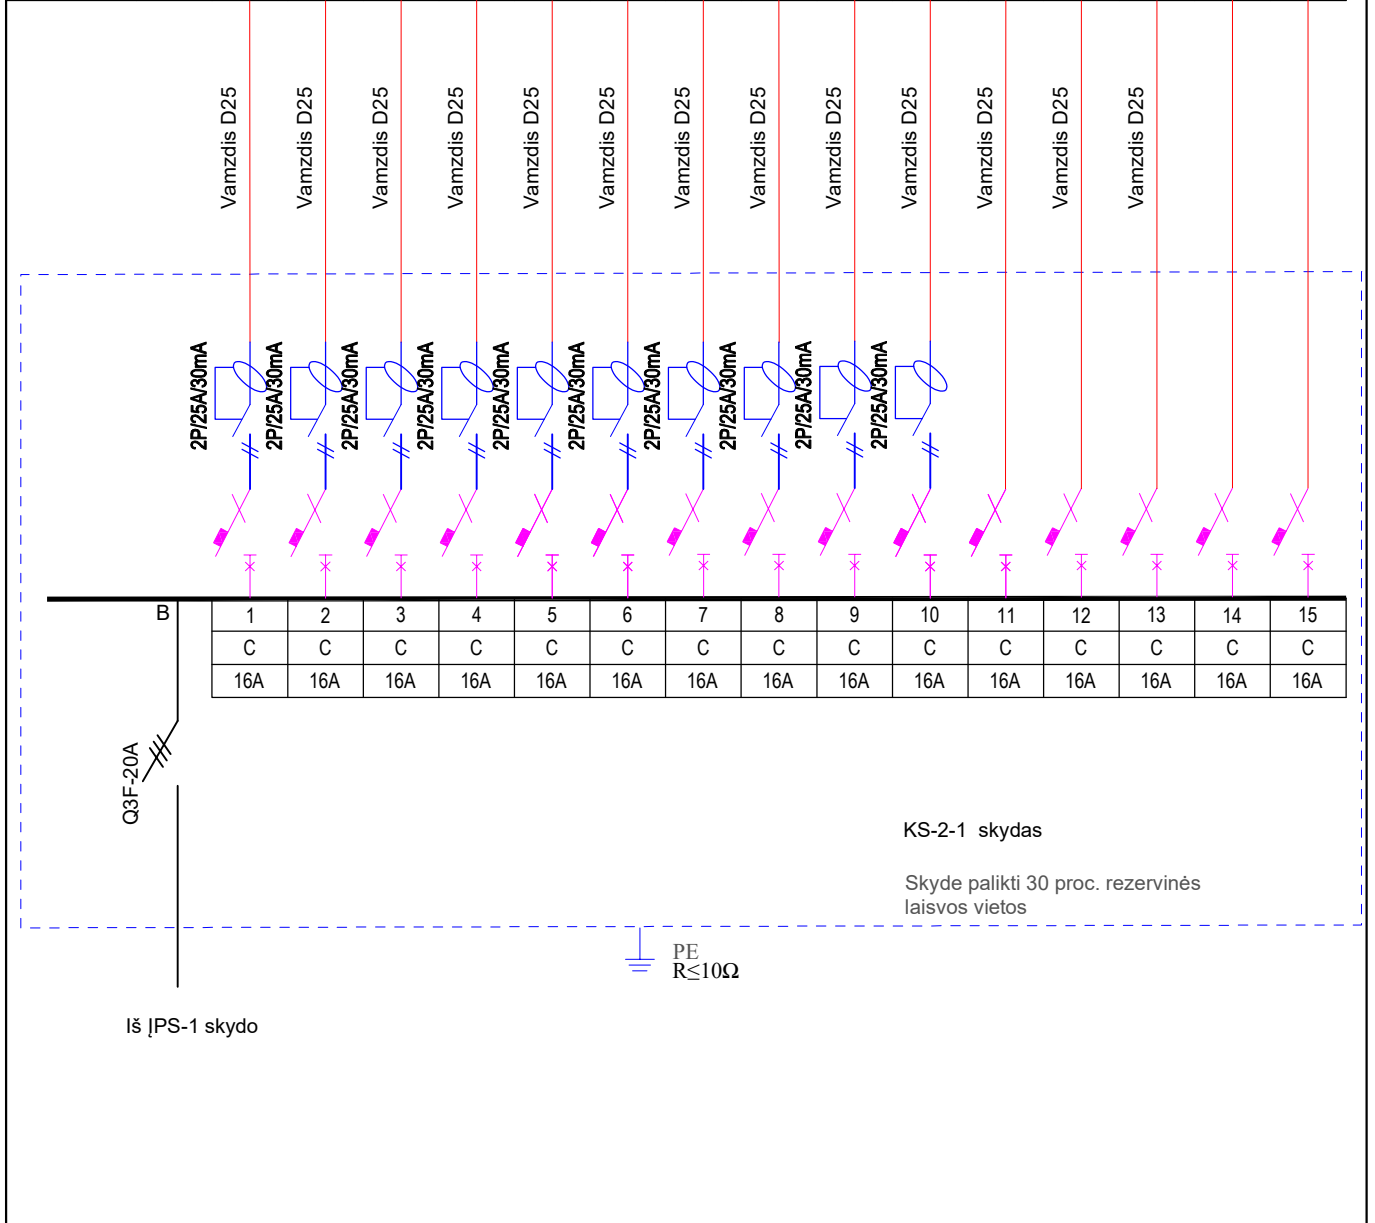 Vamzdis D25
Vamzdis D25
Vamzdis D25
Vamzdis D25
Vamzdis D25
Vamzdis D25
Vamzdis D25
Vamzdis D25
Vamzdis D25
Vamzdis D25
Vamzdis D25
Vamzdis D25
Vamzdis D25
2P/25A/30mA
2P/25A/30mA
2P/25A/30mA
2P/25A/30mA
2P/25A/30mA
2P/25A/30mA
2P/25A/30mA
2P/25A/30mA
2P/25A/30mA
2P/25A/30mA
B 1 2 3 4 5 6 7 8 9 10 11 12 13 14 15
C C C C C C C C C C C C C C C
16A 16A 16A 16A 16A 16A 16A 16A 16A 16A 16A 16A 16A 16A 16A
Q3F-20A
KS-2-1 skydas
Skyde palikti 30 proc. rezervinės
laisvos vietos
PE
R≤10Ω
Iš ĮPS-1 skydo